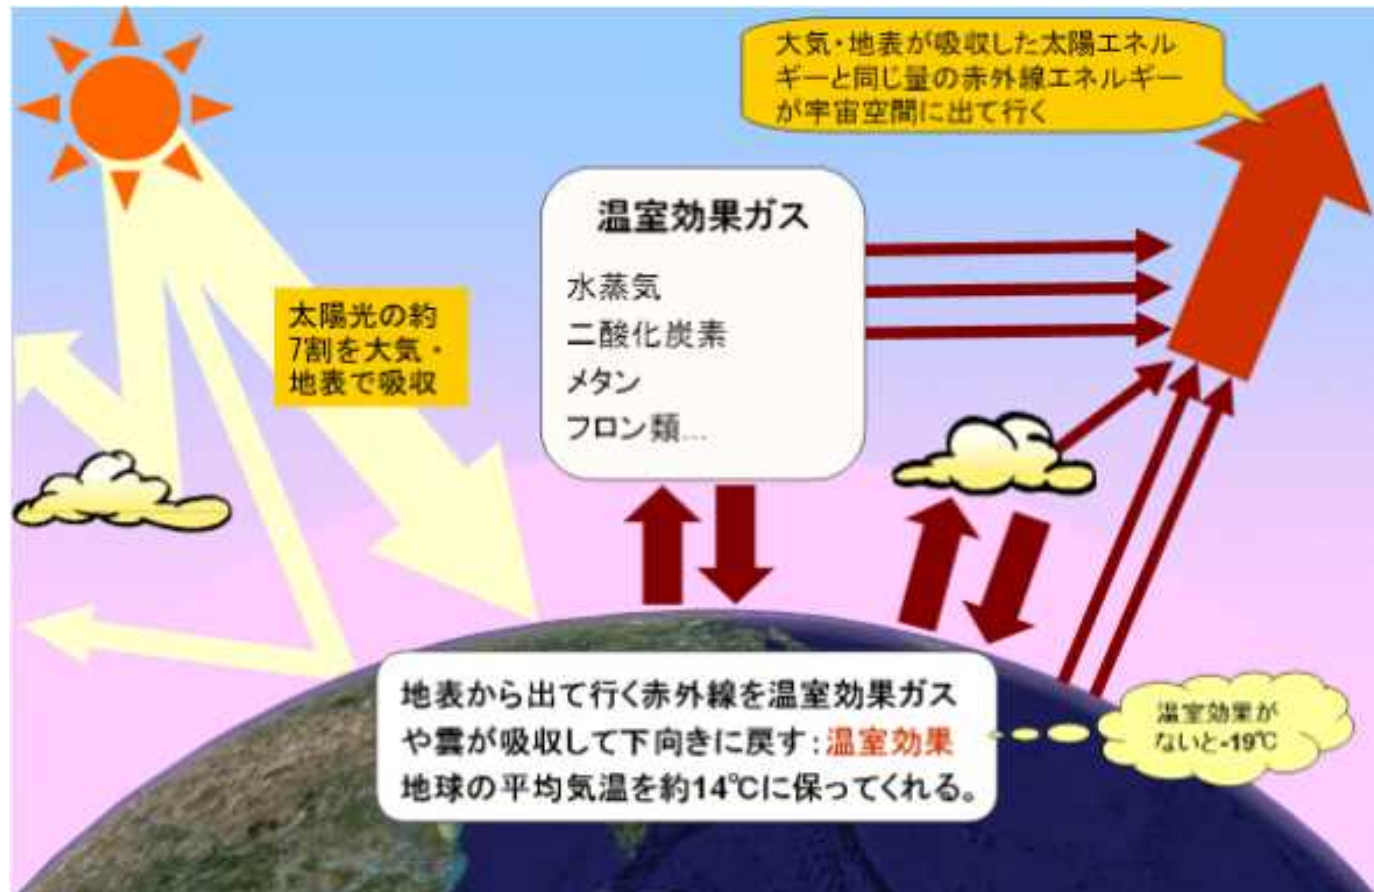 大気・地表が吸収した太陽エネル
ギーと同じ量の赤外線エネルギー
が宇宙空間に出て行く
温室効果ガス
水蒸気
二酸化炭素
メタン
フロン類...
太陽光の約
7割を大気・
地表で吸収
地表から出て行く赤外線を温室効果ガス
や雲が吸収して下向きに戻す:温室効果
地球の平均気温を約14℃に保ってくれる。
温室効果が
ないと-19℃